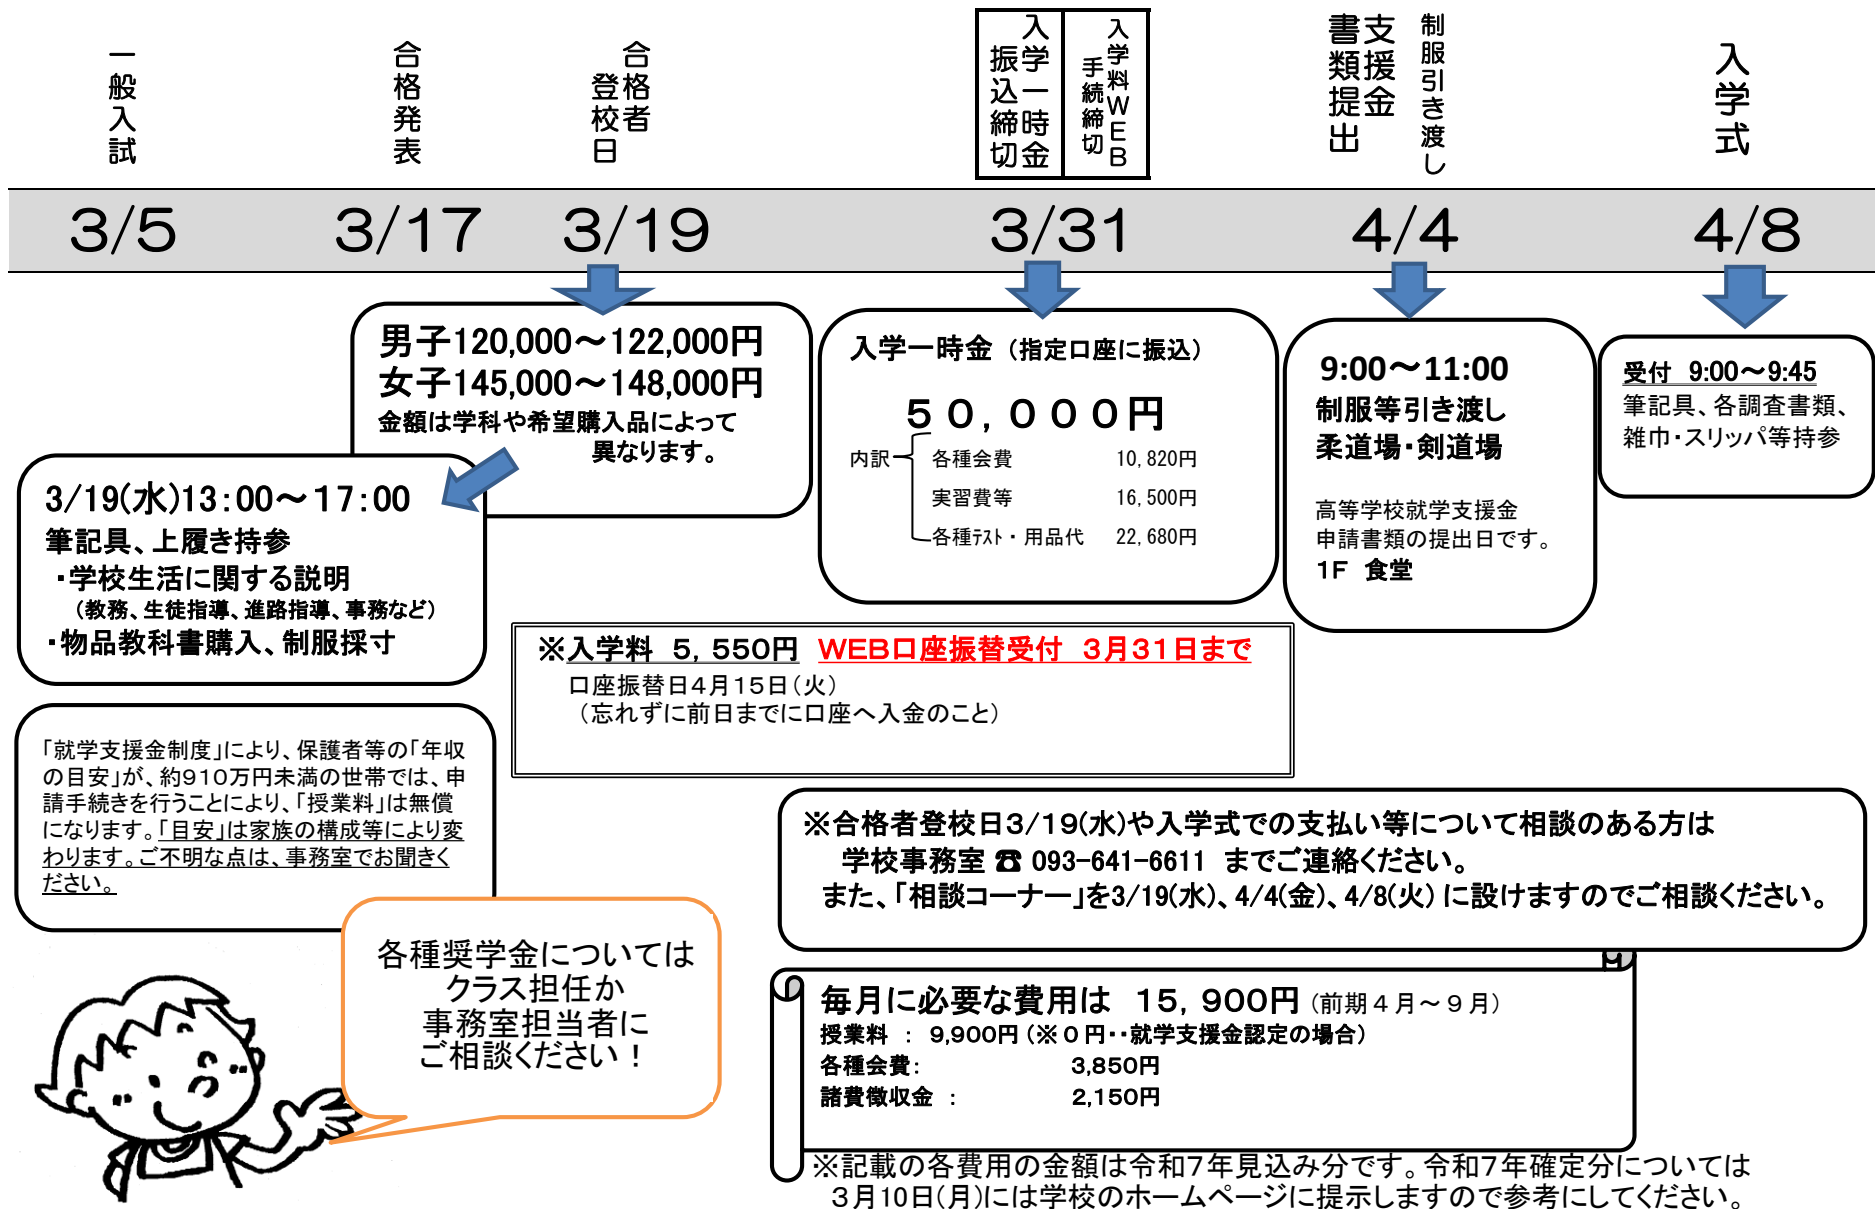 一般入試
合格発表
合格者
登校日
入学一時金
振込締切
入学料WEB
手続締切
支援金
書類提出
制服引き渡し
入学式
3/5
3/17
3/19
3/31
4/4
4/8
男子120,000～122,000円
女子145,000～148,000円
金額は学科や希望購入品によって
異なります。
3/19(水)13:00～17:00
筆記具、上履き持参
・学校生活に関する説明
（教務、生徒指導、進路指導、事務など）
・物品教科書購入、制服採寸
入学一時金（指定口座に振込）
５０，０００円
内訳
各種会費 10,820円
実習費等 16,500円
各種ﾃｽﾄ・用品代 22,680円
9:00～11:00
制服等引き渡し
柔道場・剣道場
高等学校就学支援金
申請書類の提出日です。
1F 食堂
受付 9:00～9:45
筆記具、各調査書類、
雑巾・スリッパ等持参
※入学料 ５，５５０円 WEB口座振替受付 ３月３１日まで
口座振替日４月１５日（火）
（忘れずに前日までに口座へ入金のこと）
「就学支援金制度」により、保護者等の「年収
の目安」が、約９１０万円未満の世帯では、申
請手続きを行うことにより、「授業料」は無償
になります。「目安」は家族の構成等により変
わります。ご不明な点は、事務室でお聞きく
ださい。
※合格者登校日3/19(水)や入学式での支払い等について相談のある方は
学校事務室 ☎ 093-641-6611 までご連絡ください。
また、「相談コーナー」を3/19(水)、4/4(金)、4/8(火)に設けますのでご相談ください。
各種奨学金については
クラス担任か
事務室担当者に
ご相談ください！
毎月に必要な費用は １５，９００円（前期４月～９月）
授業料 ： 9,900円（※０円・・就学支援金認定の場合）
各種会費： 3,850円
諸費徴収金 ： 2,150円
※記載の各費用の金額は令和７年見込み分です。令和７年確定分については
３月10日(月)には学校のホームページに提示しますので参考にしてください。